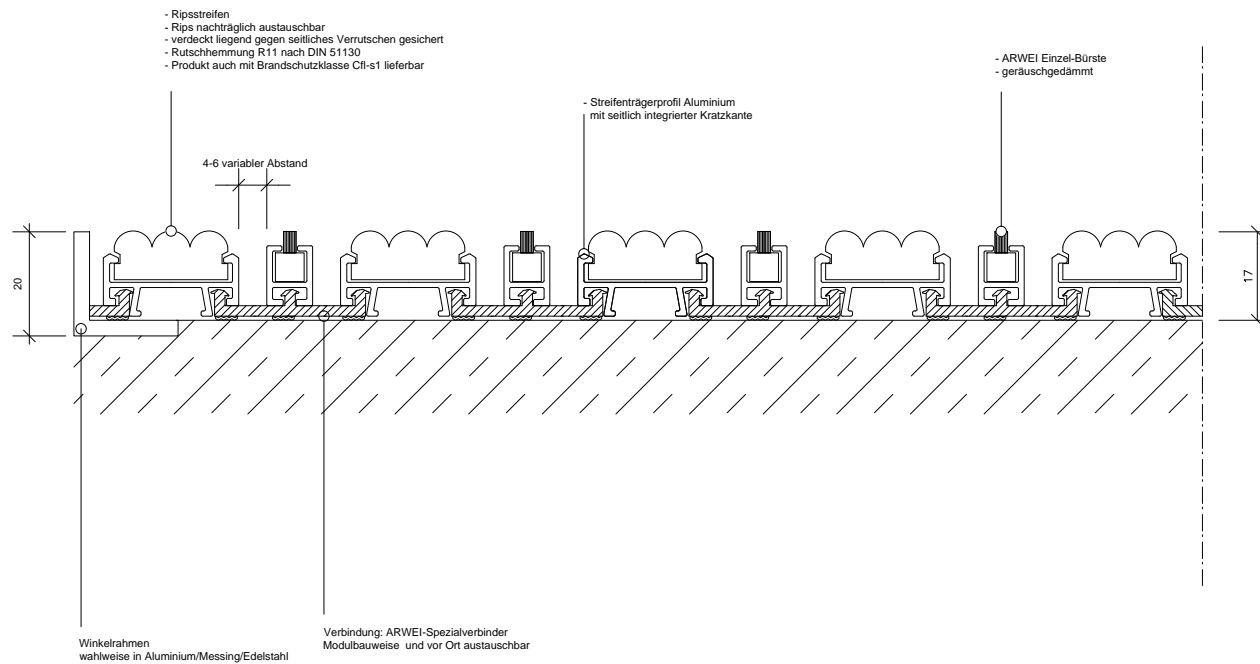 - Ripsstreifen
- Rips nachträglich austauschbar
- verdeckt liegend gegen seitliches Verrutschen gesichert
- Rutschhemmung R11 nach DIN 51130
- Produkt auch mit Brandschutzklasse Cfl-s1 lieferbar
- ARWEI Einzel-Bürste
- geräuschgedämmt
- Streifenträgerprofil Aluminium
mit seitlich integrierter Kratzkante
4-6 variabler Abstand
20
17
Winkelrahmen
wahlweise in Aluminium/Messing/Edelstahl
Verbindung: ARWEI-Spezialverbinder
Modulbauweise und vor Ort austauschbar